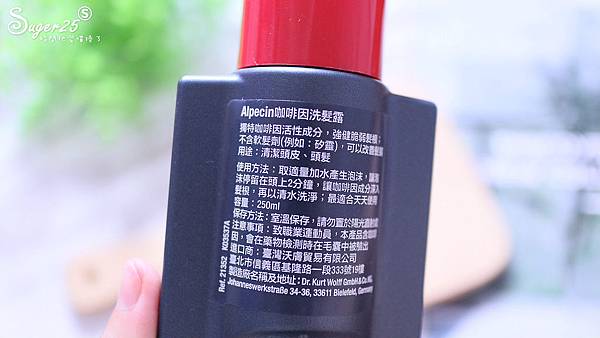 Suger25
Alpecin咖啡因洗髮露
獨特咖啡因活性成分，強健脆弱髮根；
不含軟髮劑(例如：矽靈)，可以改善髮
用途：清潔頭皮、頭髮
使用方法：取適量加水產生泡沫，讓
沫停留在頭上2分鐘，讓咖啡因成分深入
髮根，再以清水洗淨；最適合天天使用
容量：250ml
保存方法：室溫保存，請勿置於陽光直射
注意事項：致職業運動員，本產品含咖啡
因，會在藥物檢測時在毛囊中被驗出
進口商：臺灣沃膚貿易有限公司
臺北市信義區基隆路一段333號19樓
製造廠名稱及地址：Dr. Kurt Wolff GmbH & Co. KG,
Johanneswerkstraße 34-36, 33611 Bielefeld, Germany
Ref. 21352